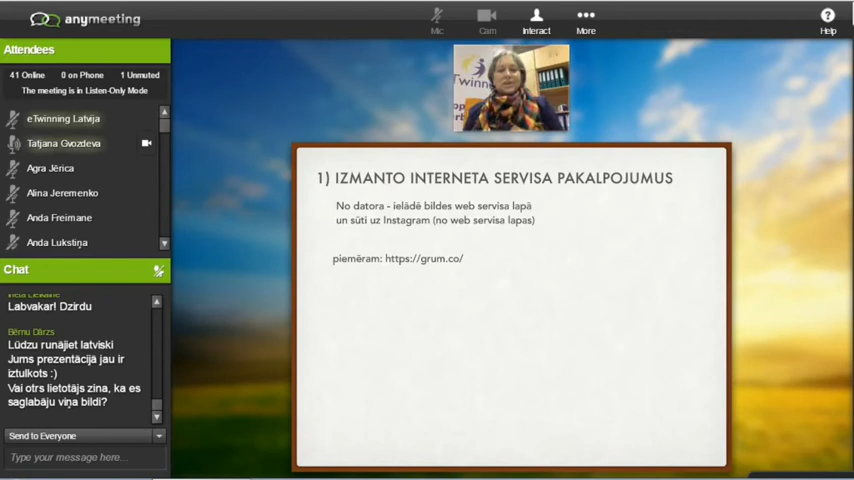 anymeeting
Mic
Cam
Interact
More
Help
Attendees
41 Online
0 on Phone
1 Unmuted
The meeting is in Listen-Only Mode
eTwinning Latvija
Tatjana Gvozdeva
Agra Jērica
Alina Jeremenko
Anda Freimane
Anda Lukstiņa
Chat
Labvakar! Dzirdu
Bērnu Dārzs
Lūdzu runājiet latviski
Jums prezentācijā jau ir
iztulkots :)
Vai otrs lietotājs zina, ka es
saglabāju viņa bildi?
Send to Everyone
Type your message here...
1) IZMANTO INTERNETA SERVISA PAKALPOJUMUS
No datora - ielādē bildes web servisa lapā
un sūti uz Instagram (no web servisa lapas)
piemēram: https://grum.co/